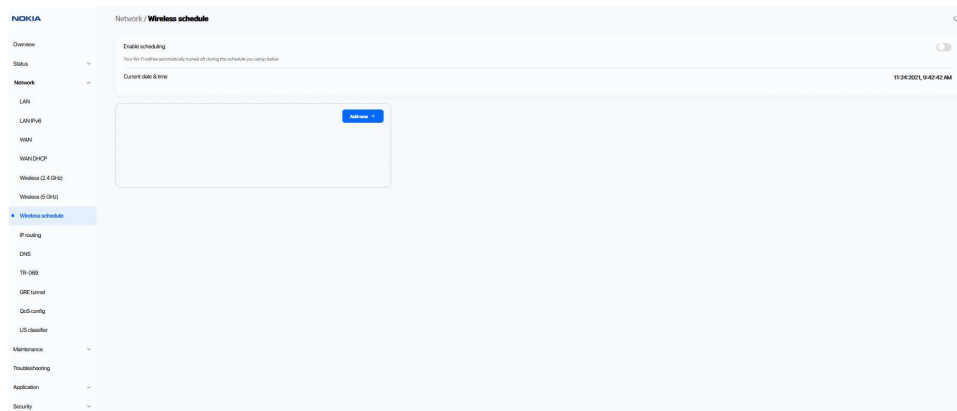 NOKIA
Network / Wireless schedule
Overview
Status
Network
LAN
LAN IPv6
WAN
WAN DHCP
Wireless (2.4 GHz)
Wireless (5 GHz)
Wireless schedule
IP routing
DNS
TR-069
GRE tunnel
QoS config
US classifier
Maintenance
Troubleshooting
Application
Security
Enable scheduling
Your Wi-Fi will be automatically turned off during the schedule you setup below
Current date & time
11:24:2021, 9:42:42 AM
Add new +